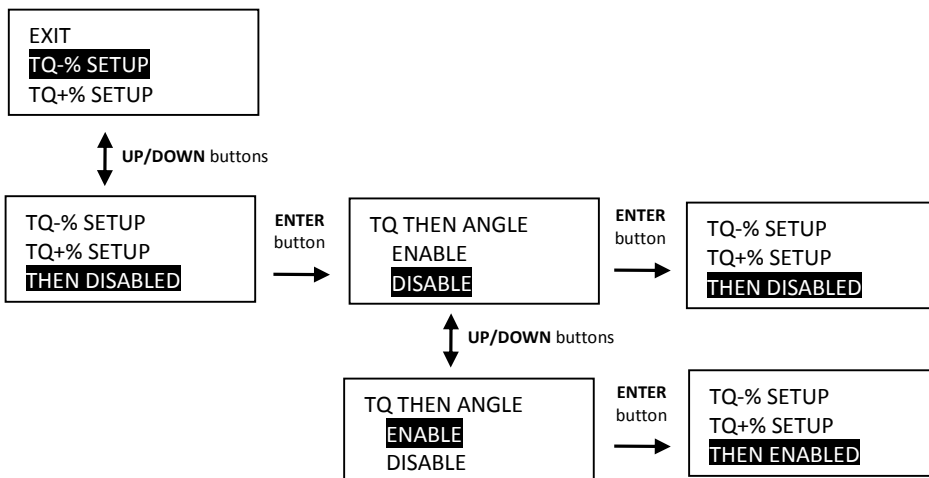 EXIT
TQ-% SETUP
TQ+% SETUP
UP/DOWN buttons
TQ-% SETUP
TQ+% SETUP
THEN DISABLED
ENTER
button
TQ THEN ANGLE
ENABLE
DISABLE
ENTER
button
TQ-% SETUP
TQ+% SETUP
THEN DISABLED
UP/DOWN buttons
TQ THEN ANGLE
ENABLE
DISABLE
ENTER
button
TQ-% SETUP
TQ+% SETUP
THEN ENABLED